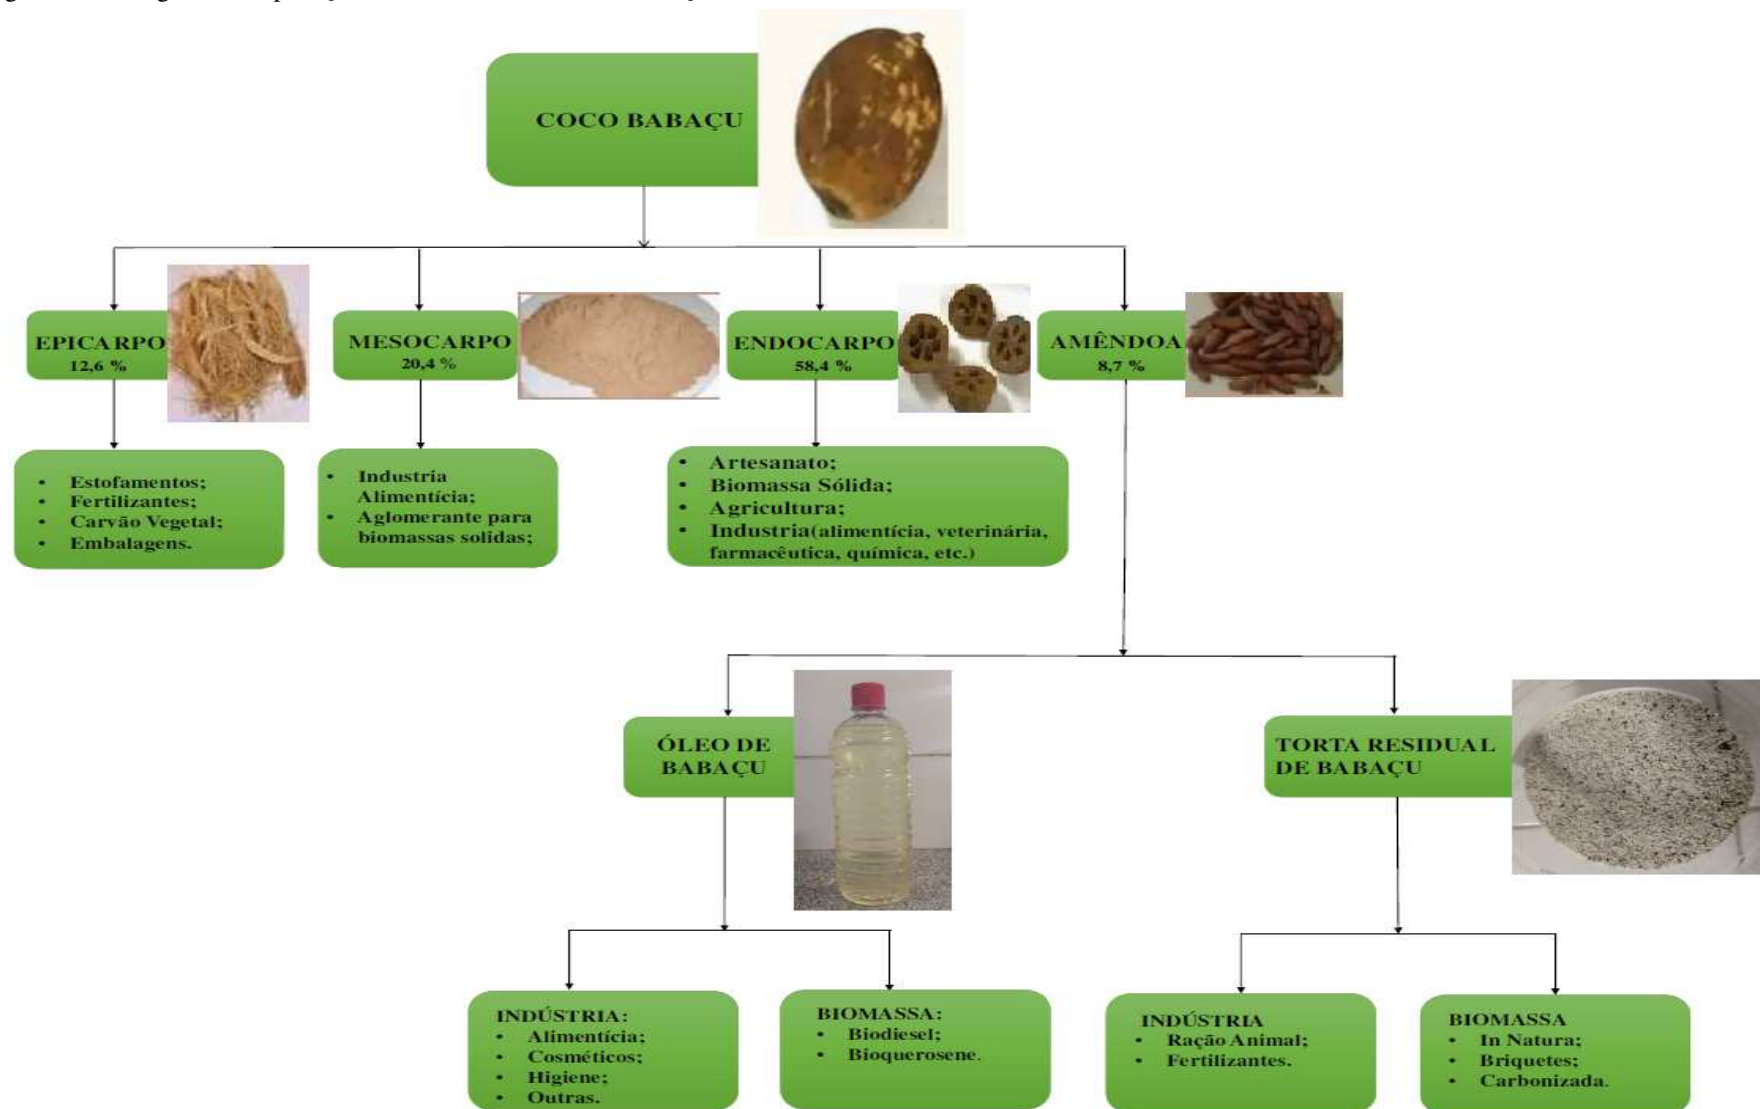 COCO BABAÇU
EPICARPO
12,6 %
MESOCARPO
20,4 %
ENDOCARPO
58,4 %
AMÊNDOA
8,7 %
• Estofamentos;
• Fertilizantes;
• Carvão Vegetal;
• Embalagens.
• Industria
Alimentícia;
• Aglomerante para
biomassas solidas;
• Artesanato;
• Biomassa Sólida;
• Agricultura;
• Industria(alimentícia, veterinária,
farmacêutica, química, etc.)
ÓLEO DE
BABAÇU
TORTA RESIDUAL
DE BABAÇU
INDÚSTRIA:
• Alimentícia;
• Cosméticos;
• Higiene;
• Outras.
BIOMASSA:
• Biodiesel;
• Bioquerosene.
INDÚSTRIA
• Ração Animal;
• Fertilizantes.
BIOMASSA
• In Natura;
• Briquetes;
• Carbonizada.